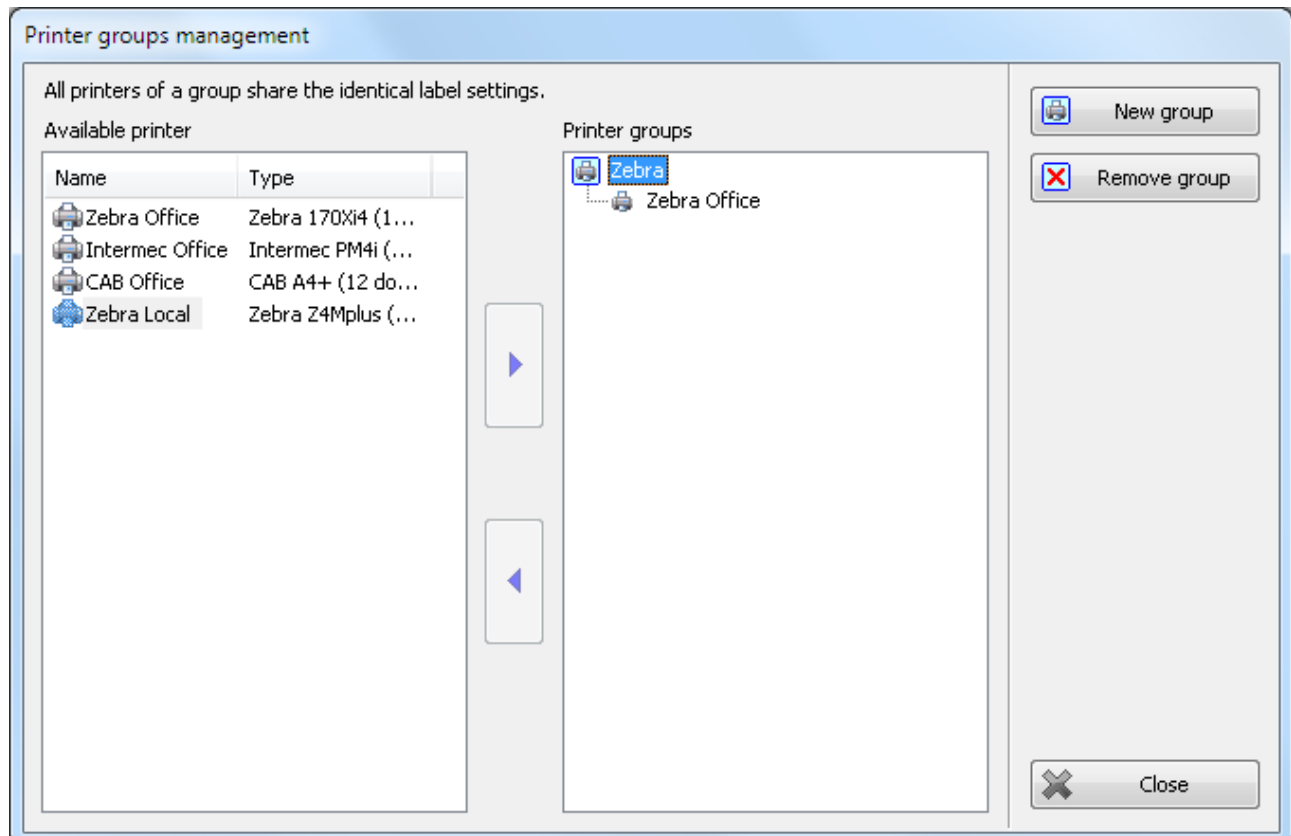 Printer groups management
All printers of a group share the identical label settings.
Available printer
Name Type
Zebra Office Zebra 170Xi4 (1...
Intermec Office Intermec PM4i (...
CAB Office CAB A4+ (12 do...
Zebra Local Zebra Z4Mplus (...
Printer groups
Zebra
Zebra Office
New group
Remove group
Close